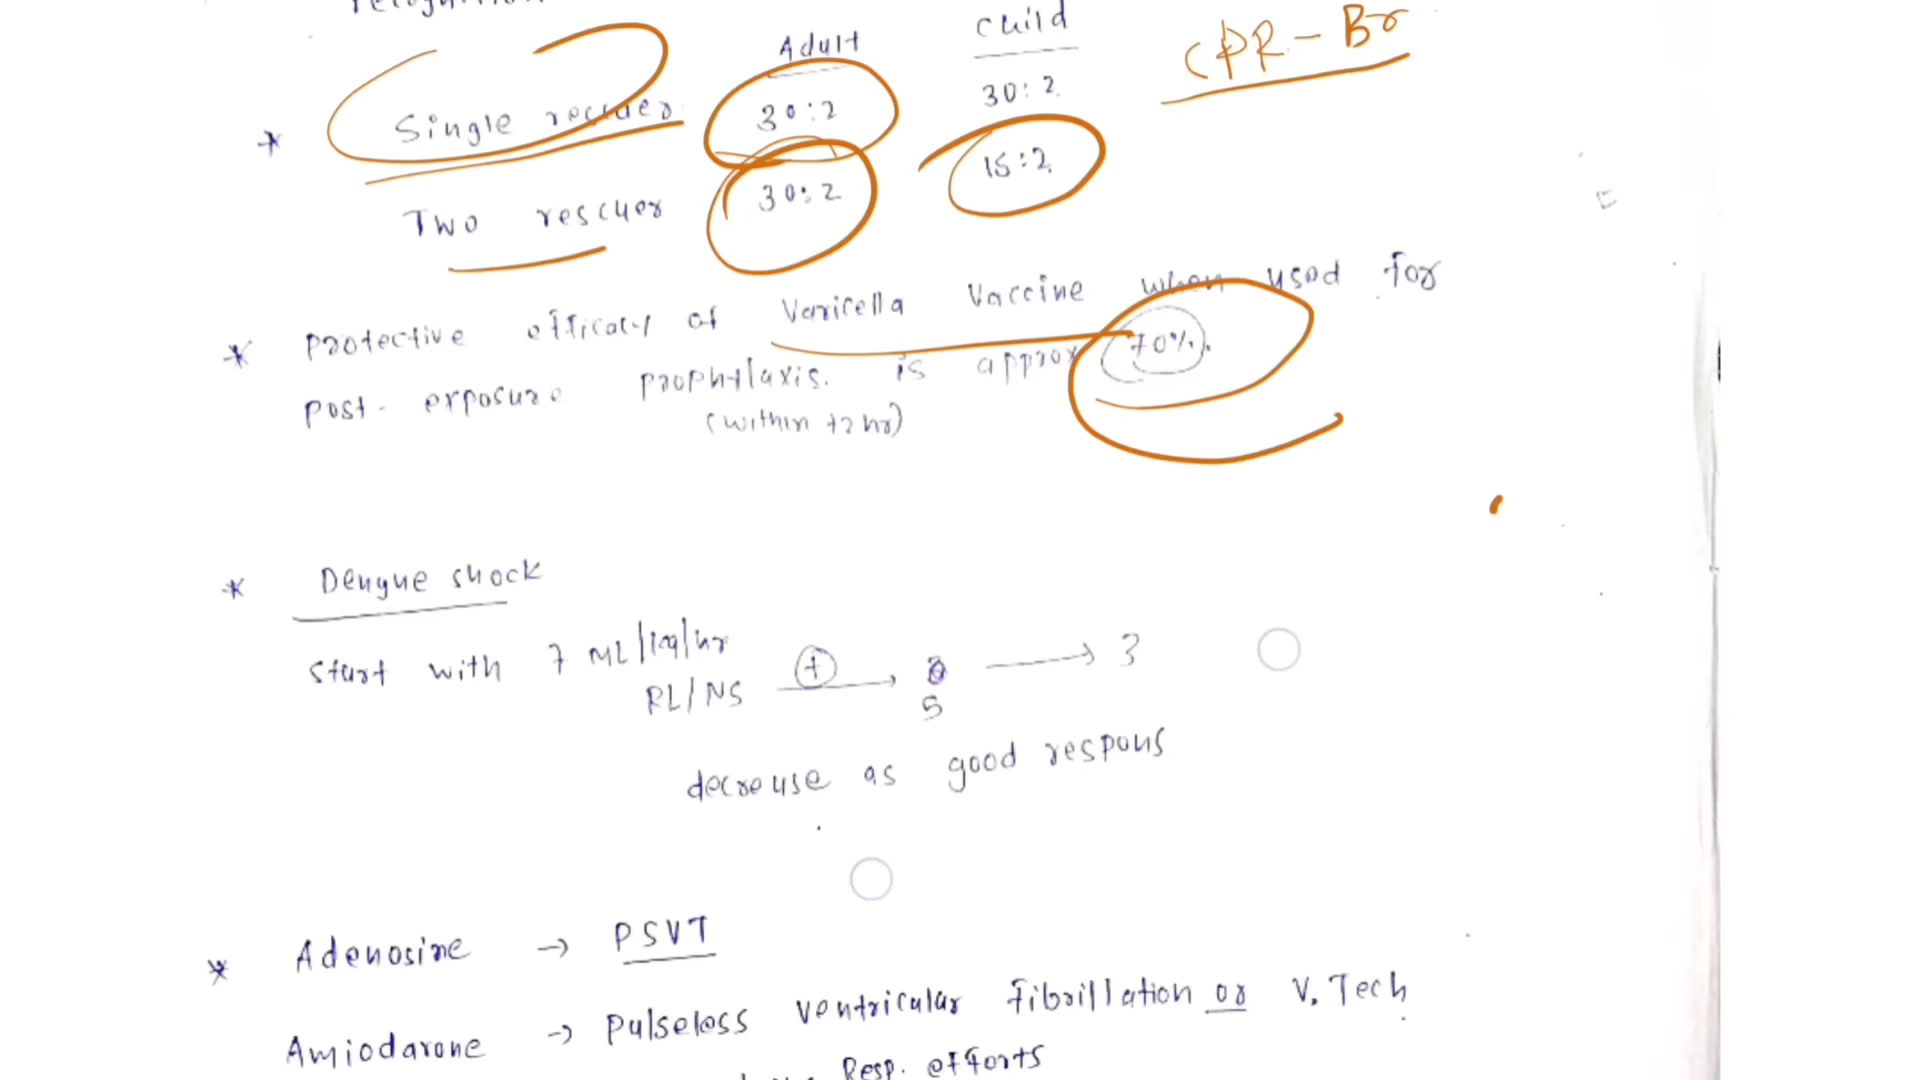 Adult Child CPR - Br
* Single rescuer 30:2 30:2
Two rescuer 30:2 15:2
* Protective efficacy of Varicella Vaccine when used for
post-exposure prophylaxis. is approx 70%.
(within 72 hr)
* Dengue shock
Start with 7 ML/kg/hr
RL/NS + → 5 → 3
decrease as good respons
* Adenosine → PSVT
Amiodarone → Pulseless ventricular fibrillation or V. Tech
Resp. efforts